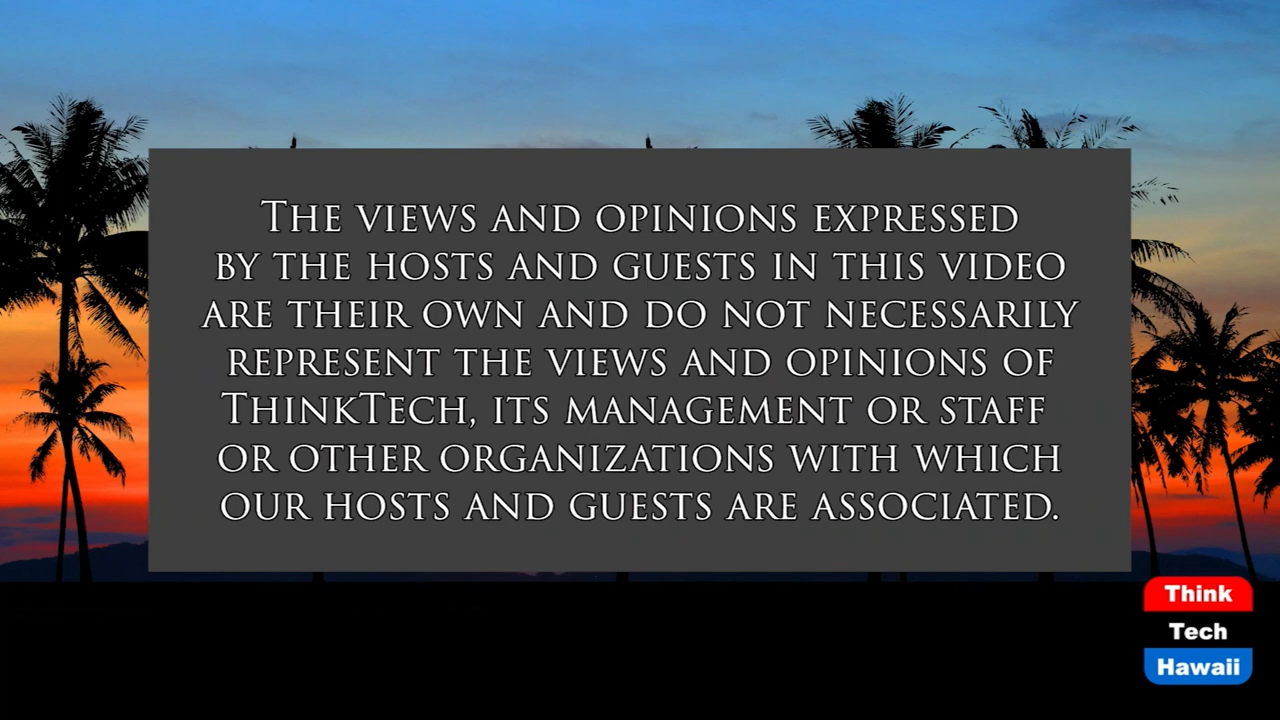 The views and opinions expressed
by the hosts and guests in this video
are their own and do not necessarily
represent the views and opinions of
ThinkTech, its management or staff
or other organizations with which
our hosts and guests are associated.
Think
Tech
Hawaii